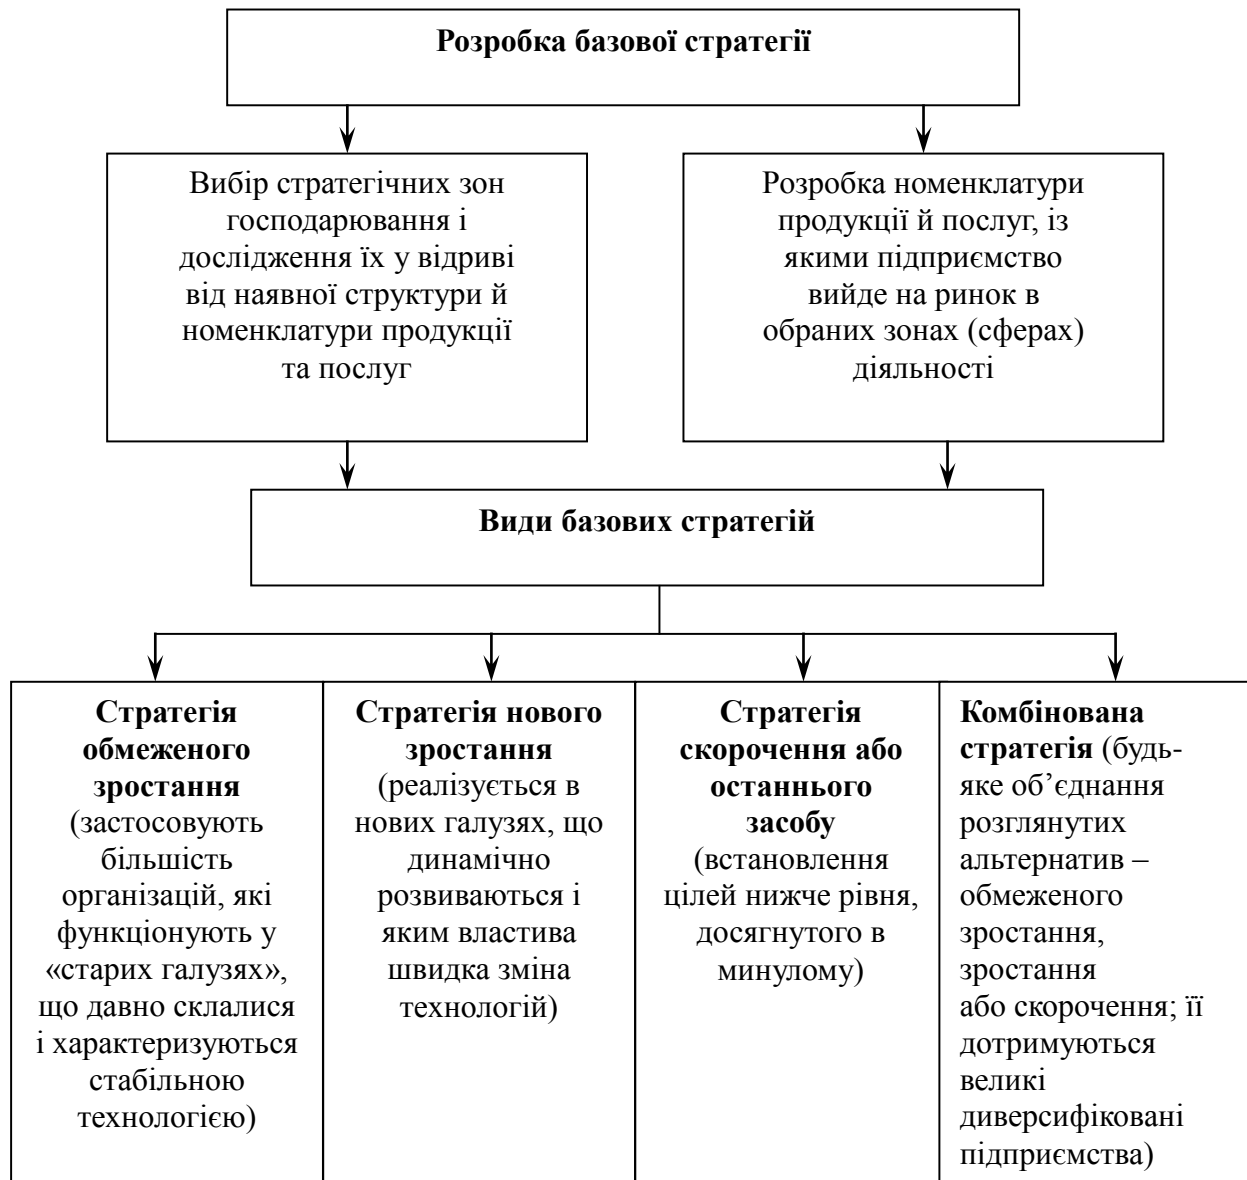 Розробка базової стратегії
Вибір стратегічних зон
господарювання і
дослідження їх у відриві
від наявної структури й
номенклатури продукції
та послуг
Розробка номенклатури
продукції й послуг, із
якими підприємство
вийде на ринок в
обраних зонах (сферах)
діяльності
Види базових стратегій
Стратегія
обмеженого
зростання
(застосовують
більшість
організацій, які
функціонують у
«старих галузях»,
що давно склалися
і характеризуються
стабільною
технологією)
Стратегія нового
зростання
(реалізується в
нових галузях, що
динамічно
розвиваються і
яким властива
швидка зміна
технологій)
Стратегія
скорочення або
останнього
засобу
(встановлення
цілей нижче рівня,
досягнутого в
минулому)
Комбінована
стратегія (будь-
яке об’єднання
розглянутих
альтернатив –
обмеженого
зростання,
зростання
або скорочення; її
дотримуються
великі
диверсифіковані
підприємства)